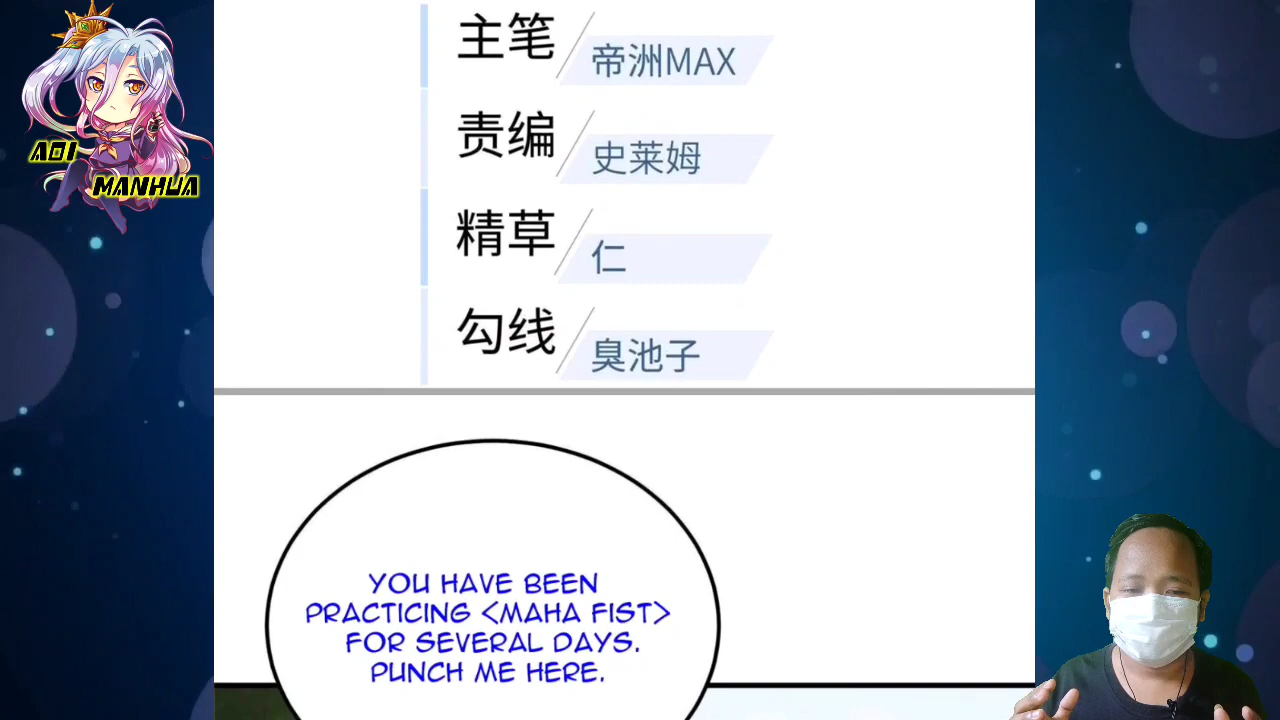 AOI
MANHUA
主笔 帝洲MAX
责编 史莱姆
精草 仁
勾线 臭池子
YOU HAVE BEEN
PRACTICING <MAHA FIST>
FOR SEVERAL DAYS.
PUNCH ME HERE.